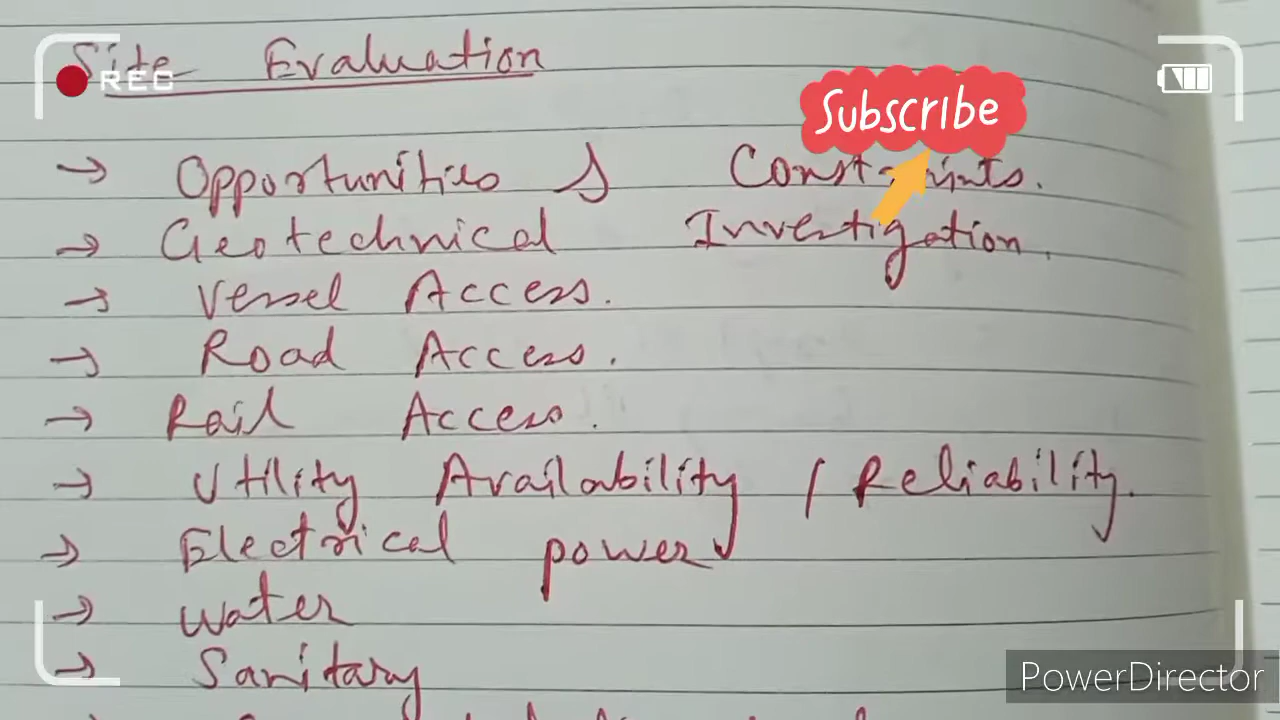 Site Evaluation
REC
Subscribe
→ Opportunities & Constraints.
→ Geotechnical Investigation.
→ Vessel Access.
→ Road Access.
→ Rail Access.
→ Utility Availability / Reliability.
→ Electrical power
→ Water
→ Sanitary
PowerDirector